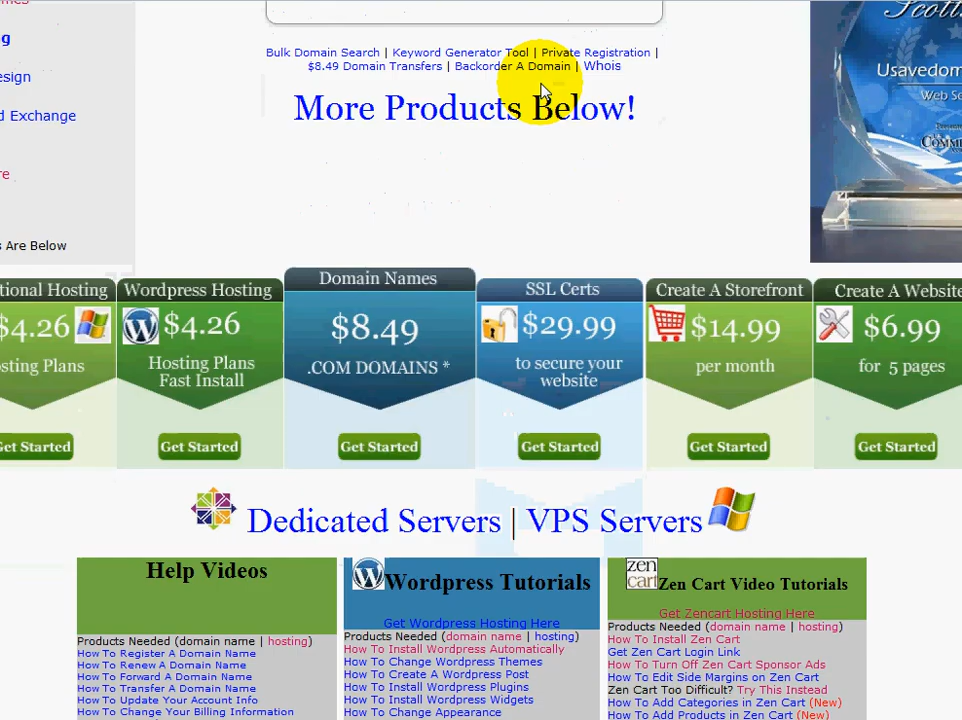 g
esign
d Exchange
re
s Are Below
Bulk Domain Search | Keyword Generator Tool | Private Registration |
$8.49 Domain Transfers | Backorder A Domain | Whois
More Products Below!
Scott
Usavedom
Web Se
COMM
tional Hosting
$4.26
sting Plans
Get Started
Wordpress Hosting
$4.26
Hosting Plans
Fast Install
Get Started
Domain Names
$8.49
.COM DOMAINS *
Get Started
SSL Certs
$29.99
to secure your
website
Get Started
Create A Storefront
$14.99
per month
Get Started
Create A Website
$6.99
for 5 pages
Get Started
Dedicated Servers | VPS Servers
Help Videos
Products Needed (domain name | hosting)
How To Register A Domain Name
How To Renew A Domain Name
How To Forward A Domain Name
How To Transfer A Domain Name
How To Update Your Account Info
How To Change Your Billing Information
Wordpress Tutorials
Get Wordpress Hosting Here
Products Needed (domain name | hosting)
How To Install Wordpress Automatically
How To Change Wordpress Themes
How To Create A Wordpress Post
How To Install Wordpress Plugins
How To Install Wordpress Widgets
How To Change Appearance
zen
cart
Zen Cart Video Tutorials
Get Zencart Hosting Here
Products Needed (domain name | hosting)
How To Install Zen Cart
Get Zen Cart Login Link
How To Turn Off Zen Cart Sponsor Ads
How To Edit Side Margins on Zen Cart
Zen Cart Too Difficult? Try This Instead
How To Add Categories in Zen Cart (New)
How To Add Products in Zen Cart (New)